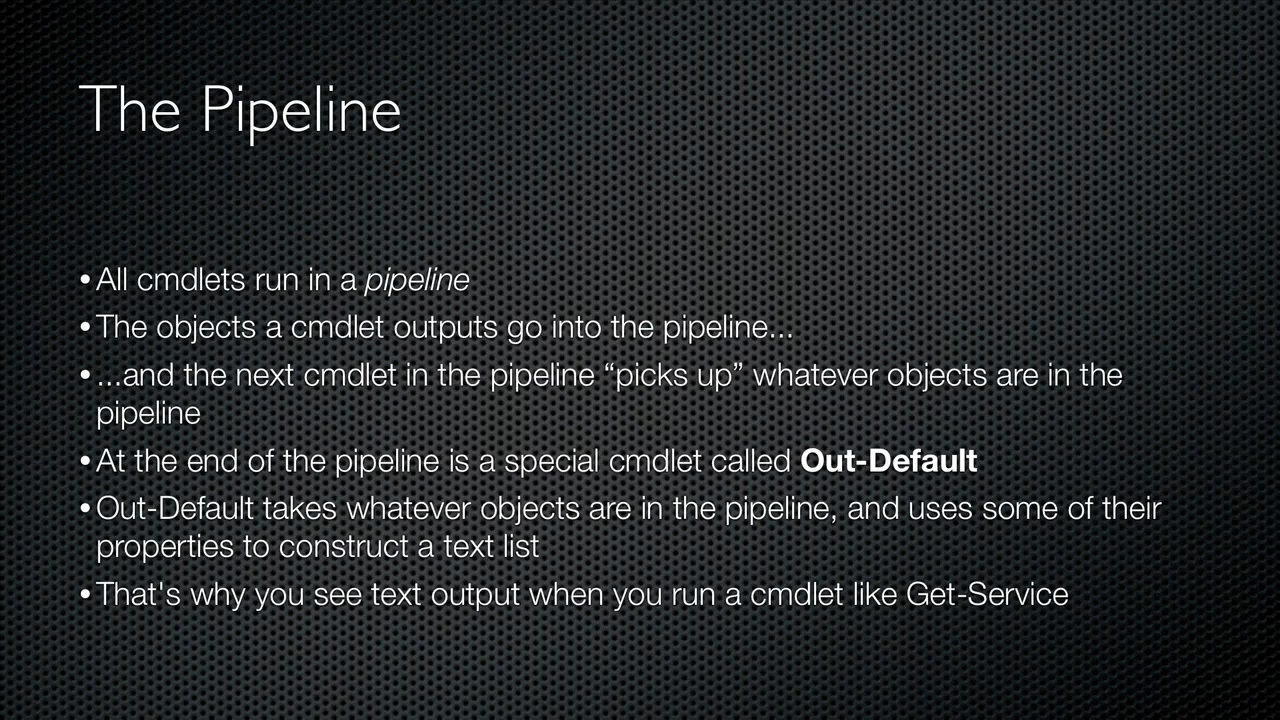 The Pipeline
• All cmdlets run in a pipeline
• The objects a cmdlet outputs go into the pipeline...
• ...and the next cmdlet in the pipeline “picks up” whatever objects are in the
pipeline
• At the end of the pipeline is a special cmdlet called Out-Default
• Out-Default takes whatever objects are in the pipeline, and uses some of their
properties to construct a text list
• That's why you see text output when you run a cmdlet like Get-Service